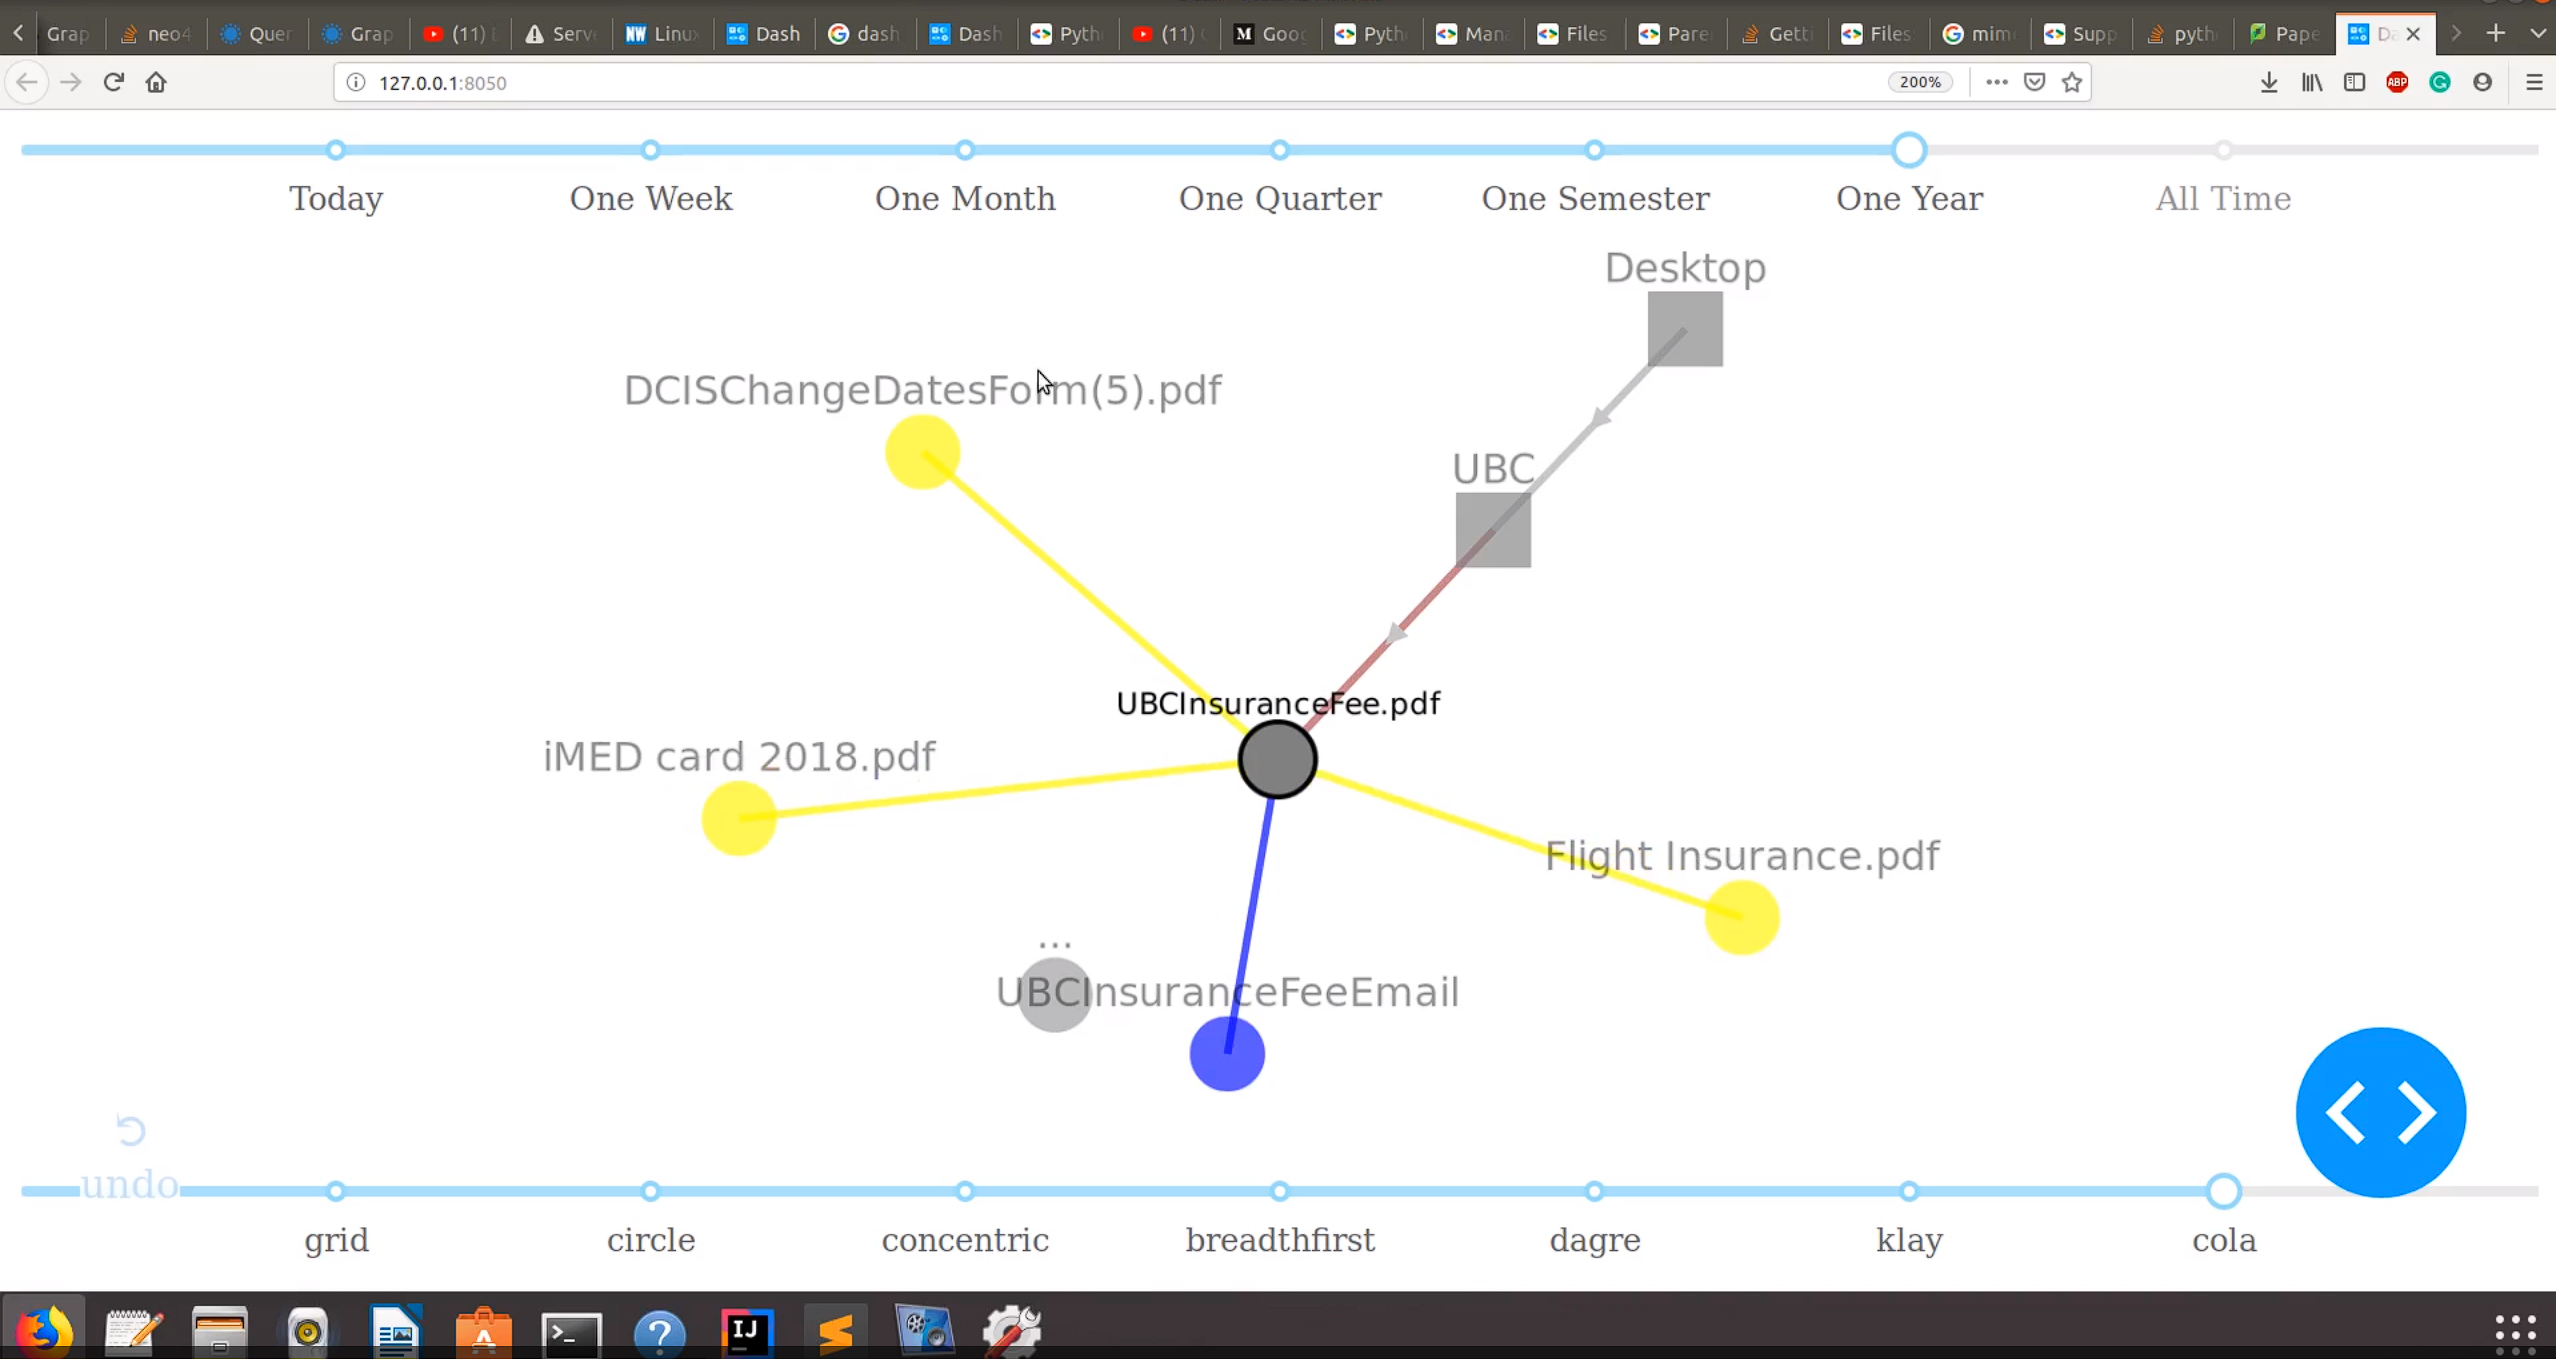 Grap neo4 Quer Grap (11) Serv Linu Dash dash Dash Pyth (11) Goog Pyth Man Files Pare Getti Files mim Supp pyth Pape Da
127.0.0.1:8050 200% ABP
Today One Week One Month One Quarter One Semester One Year All Time
Desktop
DCISChangeDatesForm(5).pdf
UBC
UBCInsuranceFee.pdf
iMED card 2018.pdf
Flight Insurance.pdf
...
UBCInsuranceFeeEmail
undo
grid circle concentric breadthfirst dagre klay cola